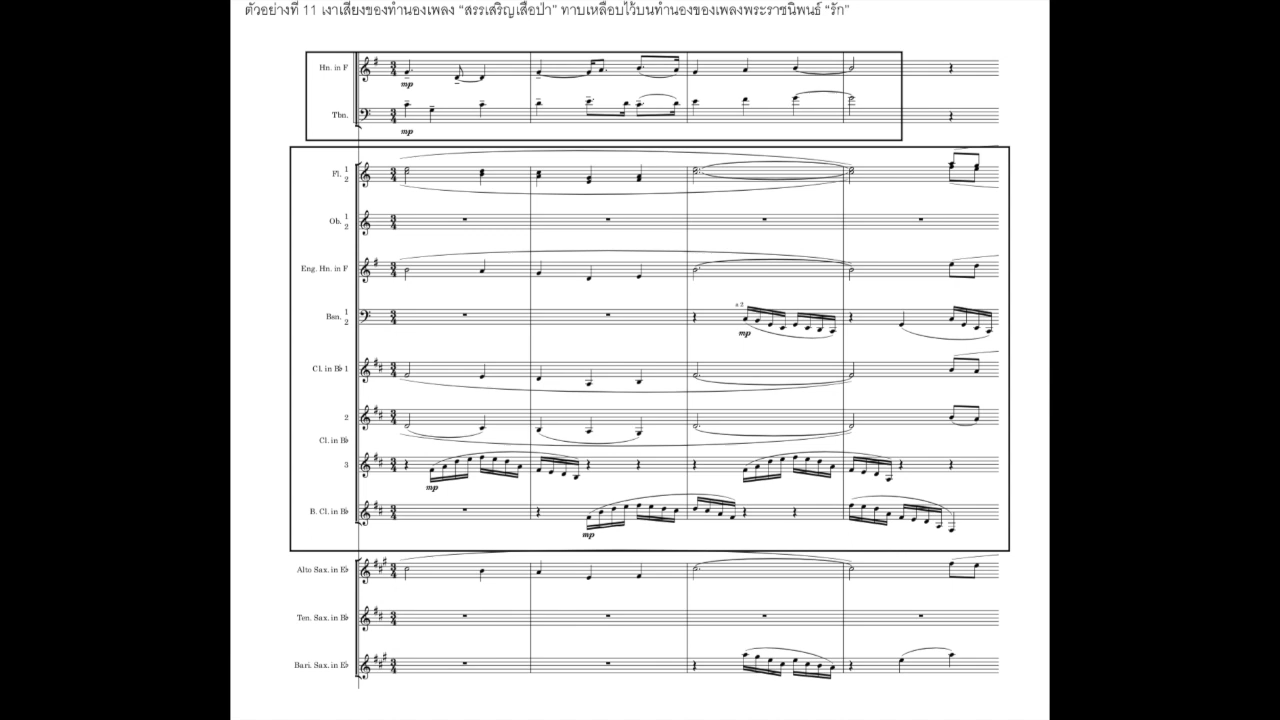 ตัวอย่างที่ 11 เงาเสียงของทำนองเพลง “สรรเสริญเสือป่า” ทาบเหลือบไว้บนทำนองของเพลงพระราชนิพนธ์ “รัก”
Hn. in F
mp
Tbn.
mp
Fl. 1 2
Ob. 1 2
Eng. Hn. in F
Bsn. 1 2
a 2
mp
Cl. in B♭ 1
2
Cl. in B♭
3
mp
B. Cl. in B♭
mp
Alto Sax. in E♭
Ten. Sax. in B♭
Bari. Sax. in E♭